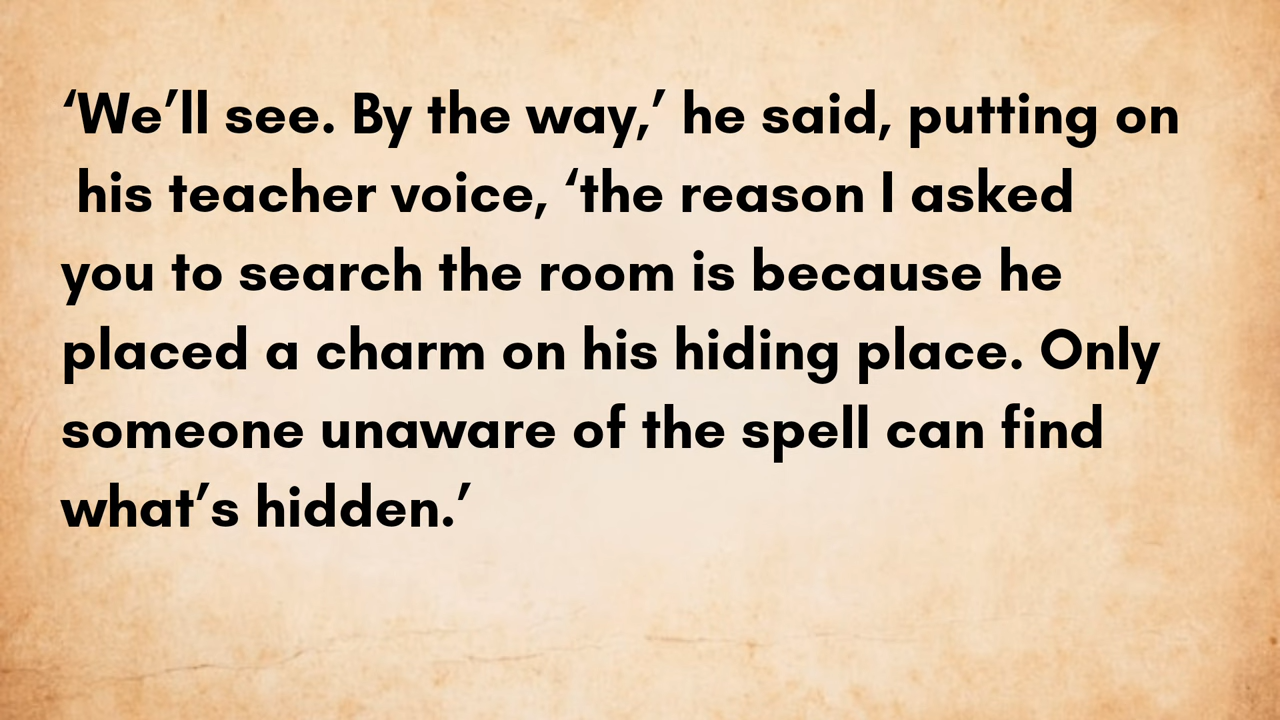 ‘We’ll see. By the way,’ he said, putting on
his teacher voice, ‘the reason I asked
you to search the room is because he
placed a charm on his hiding place. Only
someone unaware of the spell can find
what’s hidden.’